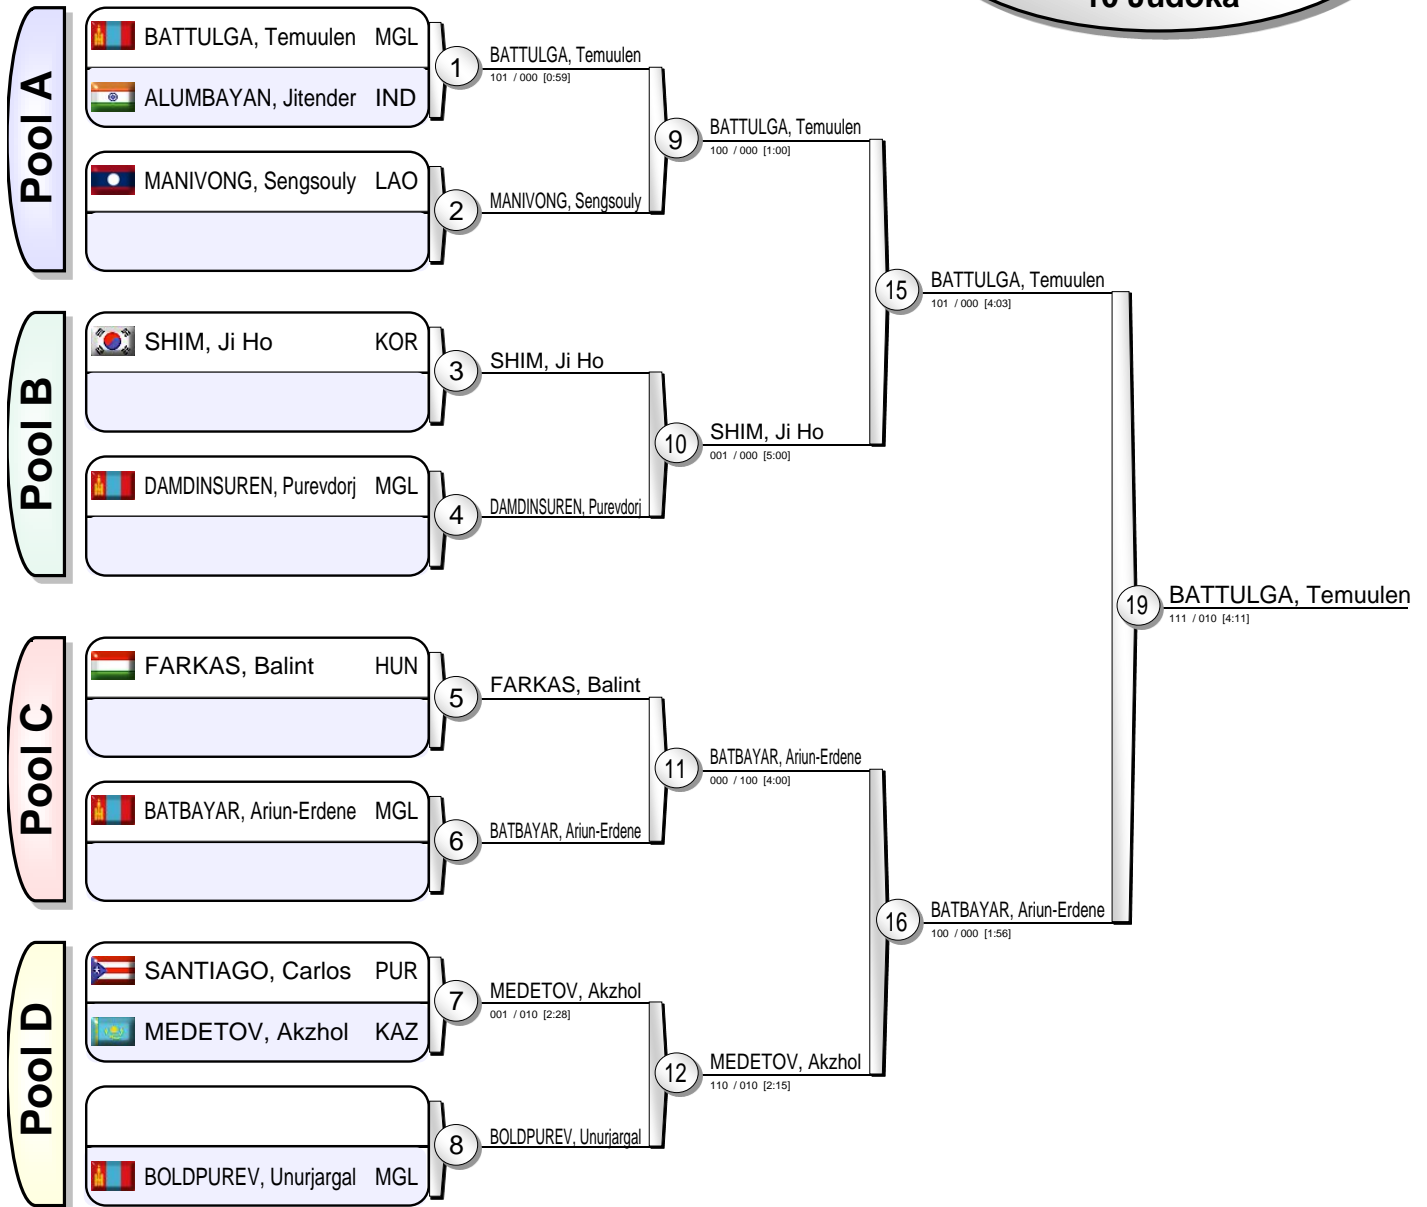 10 Judoka
Pool A
BATTULGA, Temuulen MGL
ALUMBAYAN, Jitender IND
MANIVONG, Sengsouly LAO
1
BATTULGA, Temuulen
101 / 000 [0:59]
2
MANIVONG, Sengsouly
9
BATTULGA, Temuulen
100 / 000 [1:00]
Pool B
SHIM, Ji Ho KOR
DAMDINSUREN, Purevdorj MGL
3
SHIM, Ji Ho
4
DAMDINSUREN, Purevdorj
10
SHIM, Ji Ho
001 / 000 [5:00]
15
BATTULGA, Temuulen
101 / 000 [4:03]
Pool C
FARKAS, Balint HUN
BATBAYAR, Ariun-Erdene MGL
5
FARKAS, Balint
6
BATBAYAR, Ariun-Erdene
11
BATBAYAR, Ariun-Erdene
000 / 100 [4:00]
Pool D
SANTIAGO, Carlos PUR
MEDETOV, Akzhol KAZ
BOLDPUREV, Unurjargal MGL
7
MEDETOV, Akzhol
001 / 010 [2:28]
8
BOLDPUREV, Unurjargal
12
MEDETOV, Akzhol
110 / 010 [2:15]
16
BATBAYAR, Ariun-Erdene
100 / 000 [1:56]
19
BATTULGA, Temuulen
111 / 010 [4:11]